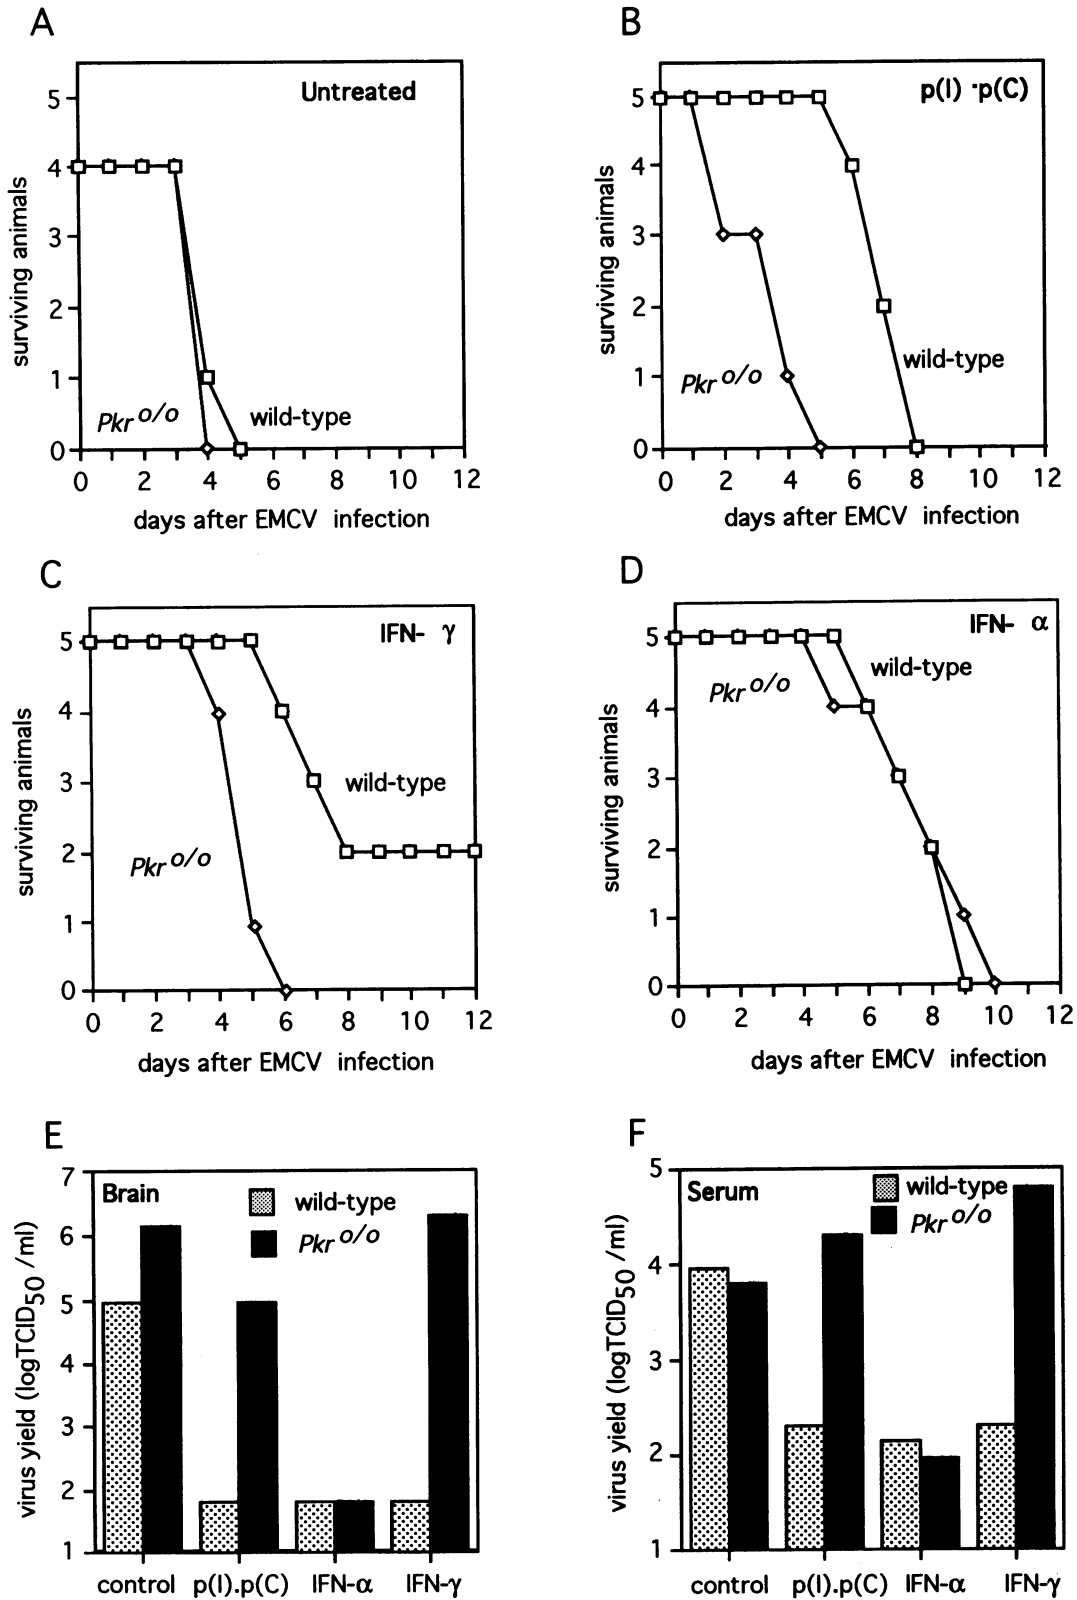 A
Untreated
surviving animals
5
4
3
2
1
0
Pkr o/o
wild-type
0 2 4 6 8 10 12
days after EMCV infection
B
p(I) ·p(C)
surviving animals
5
4
3
2
1
0
Pkr o/o
wild-type
0 2 4 6 8 10 12
days after EMCV infection
C
IFN- γ
surviving animals
5
4
3
2
1
0
wild-type
Pkr o/o
0 2 4 6 8 10 12
days after EMCV infection
D
IFN- α
surviving animals
5
4
3
2
1
0
wild-type
Pkr o/o
0 2 4 6 8 10 12
days after EMCV infection
E
Brain
wild-type
Pkr o/o
virus yield (logTCID50 /ml)
7
6
5
4
3
2
1
control p(I).p(C) IFN-α IFN-γ
F
Serum
wild-type
Pkr o/o
virus yield (logTCID50 /ml)
5
4
3
2
1
control p(I).p(C) IFN-α IFN-γ